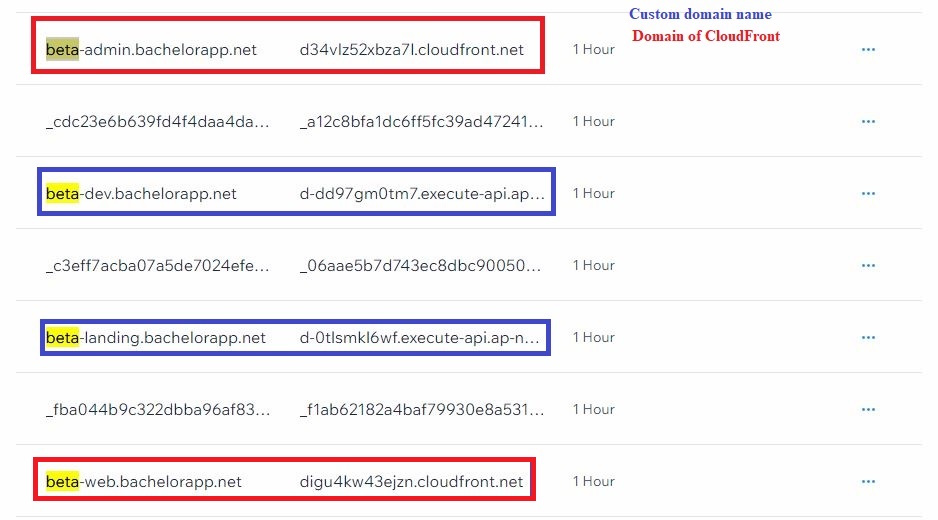 Custom domain name
Domain of CloudFront
beta-admin.bachelorapp.net d34vlz52xbza7l.cloudfront.net 1 Hour ...
_cdc23e6b639fd4f4daa4da... _a12c8bfa1dc6ff5fc39ad47241... 1 Hour ...
beta-dev.bachelorapp.net d-dd97gm0tm7.execute-api.ap... 1 Hour ...
_c3eff7acba07a5de7024efe... _06aae5b7d743ec8dbc90050... 1 Hour ...
beta-landing.bachelorapp.net d-0tlsmkl6wf.execute-api.ap-n... 1 Hour ...
_fba044b9c322dbba96af83... _f1ab62182a4baf79930e8a531... 1 Hour ...
beta-web.bachelorapp.net digu4kw43ejzn.cloudfront.net 1 Hour ...